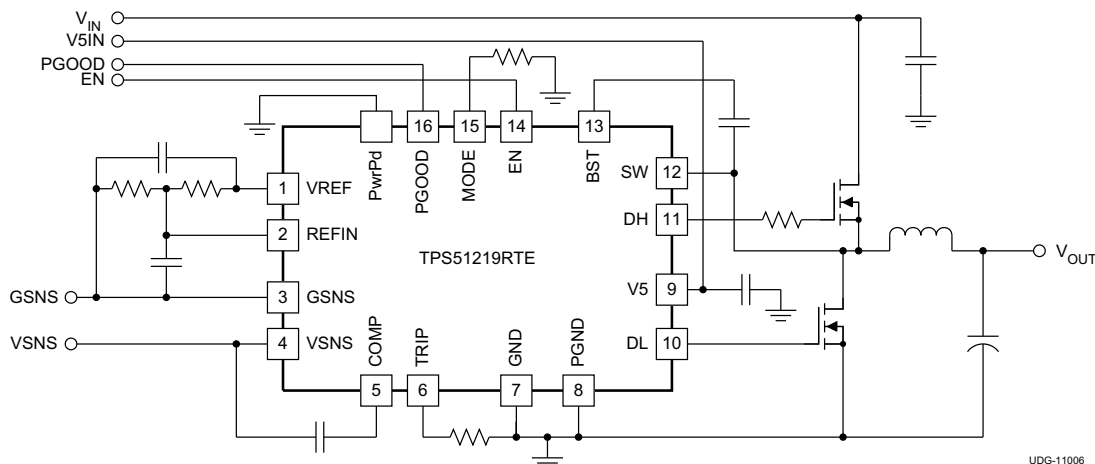 VIN
V5IN
PGOOD
EN
PwrPd
16
PGOOD
15
MODE
14
EN
13
BST
1
VREF
2
REFIN
3
GSNS
4
VSNS
GSNS
VSNS
TPS51219RTE
SW
12
DH
11
V5
9
DL
10
VOUT
COMP
5
TRIP
6
GND
7
PGND
8
UDG-11006